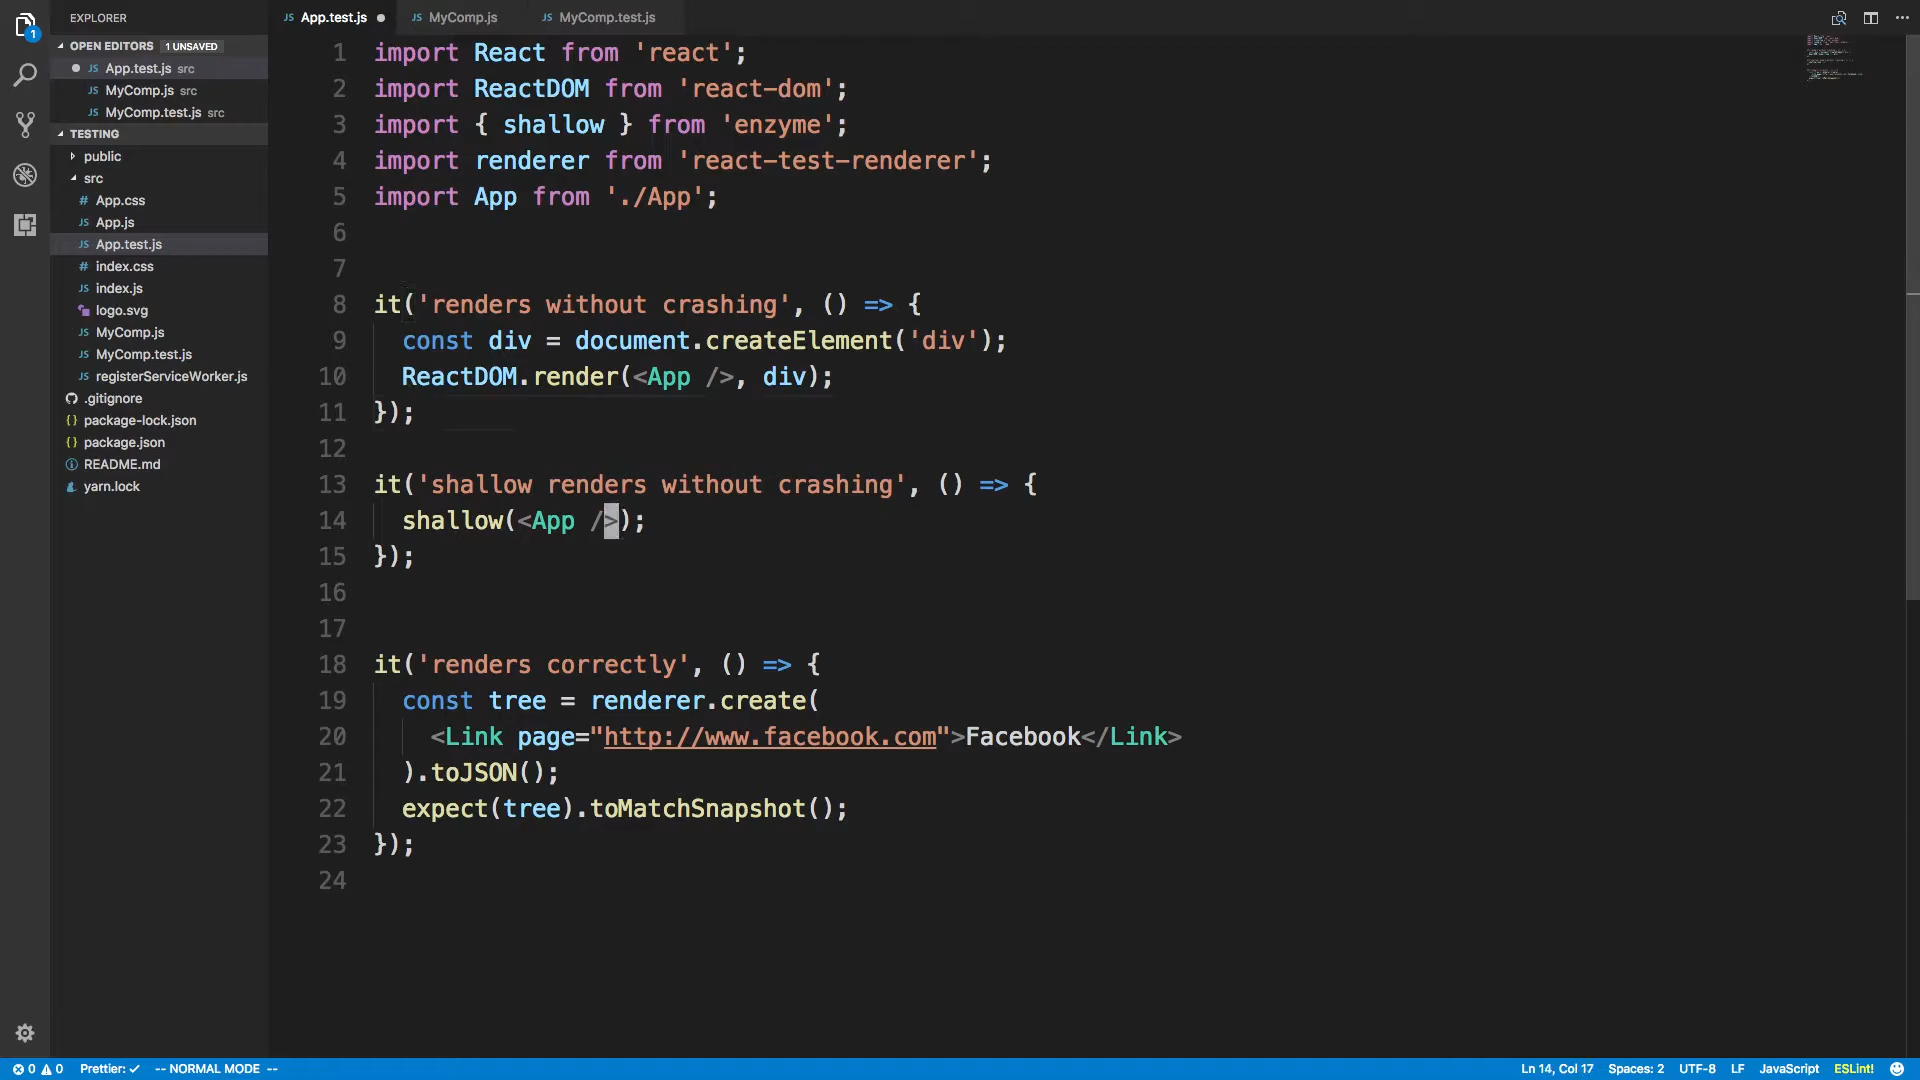 EXPLORER
App.test.js
MyComp.js
MyComp.test.js
1
OPEN EDITORS 1 UNSAVED
JS App.test.js src
JS MyComp.js src
JS MyComp.test.js src
TESTING
public
src
# App.css
JS App.js
JS App.test.js
# index.css
JS index.js
logo.svg
JS MyComp.js
JS MyComp.test.js
JS registerServiceWorker.js
.gitignore
{} package-lock.json
{} package.json
README.md
yarn.lock
1 import React from 'react';
2 import ReactDOM from 'react-dom';
3 import { shallow } from 'enzyme';
4 import renderer from 'react-test-renderer';
5 import App from './App';
6
7
8 it('renders without crashing', () => {
9 const div = document.createElement('div');
10 ReactDOM.render(<App />, div);
11 });
12
13 it('shallow renders without crashing', () => {
14 shallow(<App />);
15 });
16
17
18 it('renders correctly', () => {
19 const tree = renderer.create(
20 <Link page="http://www.facebook.com">Facebook</Link>
21 ).toJSON();
22 expect(tree).toMatchSnapshot();
23 });
24
0 0 Prettier: ✓ -- NORMAL MODE -- Ln 14, Col 17 Spaces: 2 UTF-8 LF JavaScript ESLint!